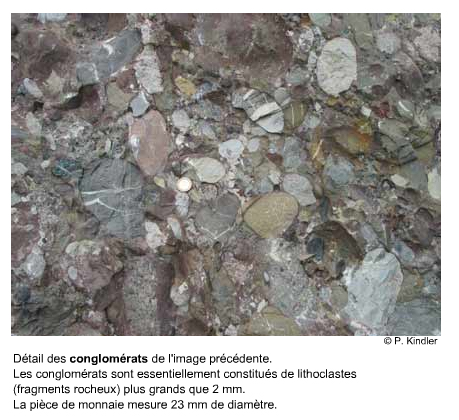 © P. Kindler
Détail des conglomérats de l'image précédente.
Les conglomérats sont essentiellement constitués de lithoclastes
(fragments rocheux) plus grands que 2 mm.
La pièce de monnaie mesure 23 mm de diamètre.